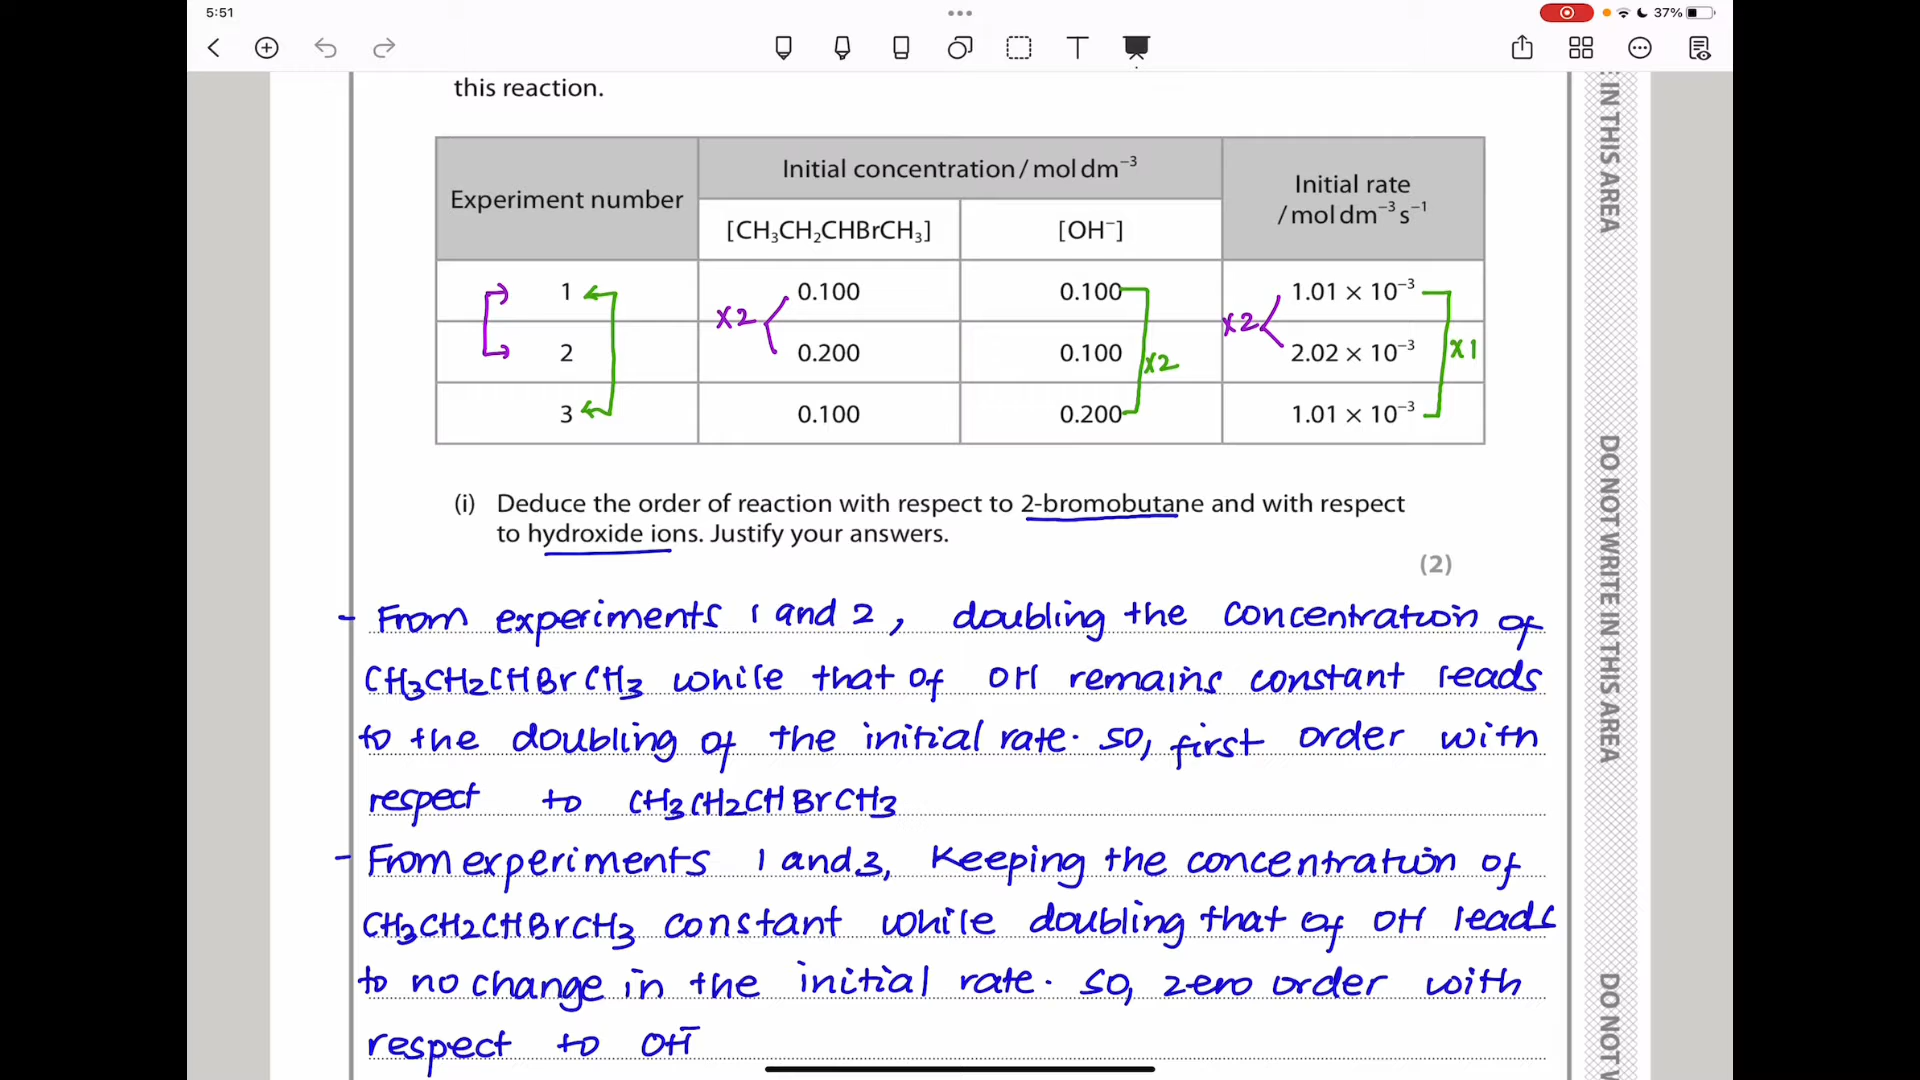 5:51
37%
this reaction.
Experiment number
Initial concentration / mol dm⁻³
Initial rate
/ mol dm⁻³ s⁻¹
[CH₃CH₂CHBrCH₃]
[OH⁻]
1
0.100
0.100
1.01 × 10⁻³
×2
×2
2
0.200
0.100
2.02 × 10⁻³
×2
×1
3
0.100
0.200
1.01 × 10⁻³
(i) Deduce the order of reaction with respect to 2-bromobutane and with respect
to hydroxide ions. Justify your answers.
(2)
- From experiments 1 and 2, doubling the concentration of
CH3CH2CHBrCH3 while that of OH remains constant leads
to the doubling of the initial rate. so, first order with
respect to CH3CH2CHBrCH3
- From experiments 1 and 3, Keeping the concentration of
CH3CH2CHBrCH3 constant while doubling that of OH leads
to no change in the initial rate. so, zero order with
respect to OH⁻
IN THIS AREA
DO NOT WRITE IN THIS AREA
DO NOT